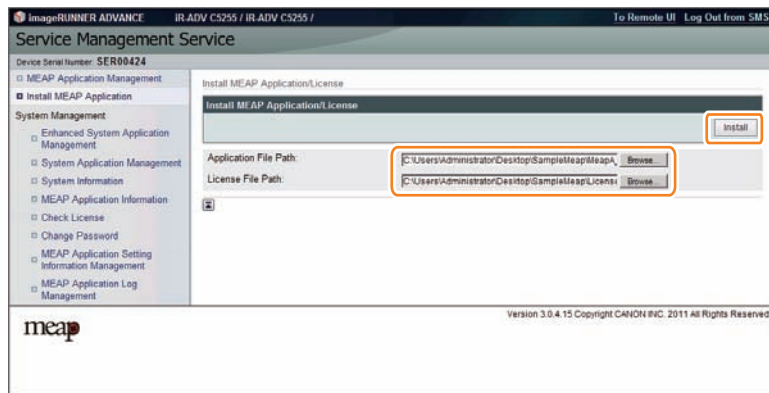 imageRUNNER ADVANCE iR-ADV C5255 / iR-ADV C5255 / To Remote UI Log Out from SMS
Service Management Service
Device Serial Number: SER00424
MEAP Application Management
Install MEAP Application
System Management
Enhanced System Application
Management
System Application Management
System Information
MEAP Application Information
Check License
Change Password
MEAP Application Setting
Information Management
MEAP Application Log
Management
Install MEAP Application/License
Install MEAP Application/License
Install
Application File Path: C:\Users\Administrator\Desktop\SampleMeap\MeapA_ Browse...
License File Path: C:\Users\Administrator\Desktop\SampleMeap\License Browse...
Version 3.0.4.15 Copyright CANON INC. 2011 All Rights Reserved
meap